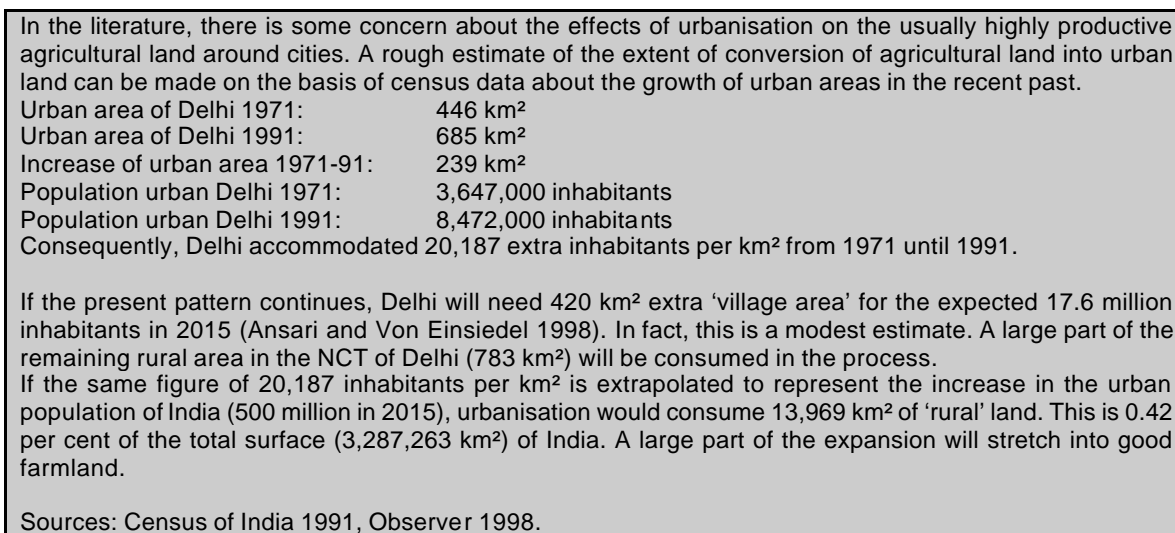 In the literature, there is some concern about the effects of urbanisation on the usually highly productive
agricultural land around cities. A rough estimate of the extent of conversion of agricultural land into urban
land can be made on the basis of census data about the growth of urban areas in the recent past.
Urban area of Delhi 1971: 446 km²
Urban area of Delhi 1991: 685 km²
Increase of urban area 1971-91: 239 km²
Population urban Delhi 1971: 3,647,000 inhabitants
Population urban Delhi 1991: 8,472,000 inhabitants
Consequently, Delhi accommodated 20,187 extra inhabitants per km² from 1971 until 1991.

If the present pattern continues, Delhi will need 420 km² extra ‘village area’ for the expected 17.6 million
inhabitants in 2015 (Ansari and Von Einsiedel 1998). In fact, this is a modest estimate. A large part of the
remaining rural area in the NCT of Delhi (783 km²) will be consumed in the process.
If the same figure of 20,187 inhabitants per km² is extrapolated to represent the increase in the urban
population of India (500 million in 2015), urbanisation would consume 13,969 km² of ‘rural’ land. This is 0.42
per cent of the total surface (3,287,263 km²) of India. A large part of the expansion will stretch into good
farmland.

Sources: Census of India 1991, Observer 1998.